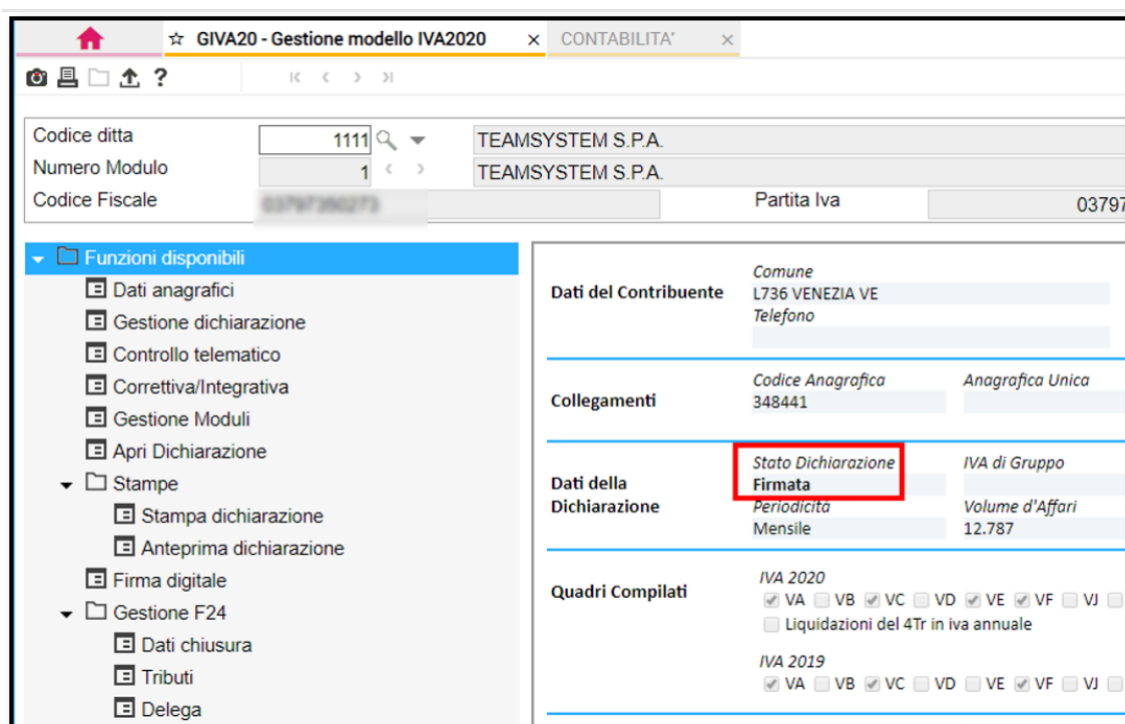 ☆ GIVA20 - Gestione modello IVA2020 × CONTABILITA' ×
?
Codice ditta 1111 TEAMSYSTEM S.P.A.
Numero Modulo 1 TEAMSYSTEM S.P.A.
Codice Fiscale Partita Iva 03797
Funzioni disponibili
Dati anagrafici
Gestione dichiarazione
Controllo telematico
Correttiva/Integrativa
Gestione Moduli
Apri Dichiarazione
Stampe
Stampa dichiarazione
Anteprima dichiarazione
Firma digitale
Gestione F24
Dati chiusura
Tributi
Delega
Dati del Contribuente
Comune
L736 VENEZIA VE
Telefono
Collegamenti
Codice Anagrafica Anagrafica Unica
348441
Dati della Dichiarazione
Stato Dichiarazione IVA di Gruppo
Firmata
Periodicità Volume d'Affari
Mensile 12.787
Quadri Compilati
IVA 2020
VA VB VC VD VE VF VJ
Liquidazioni del 4Tr in iva annuale
IVA 2019
VA VB VC VD VE VF VJ